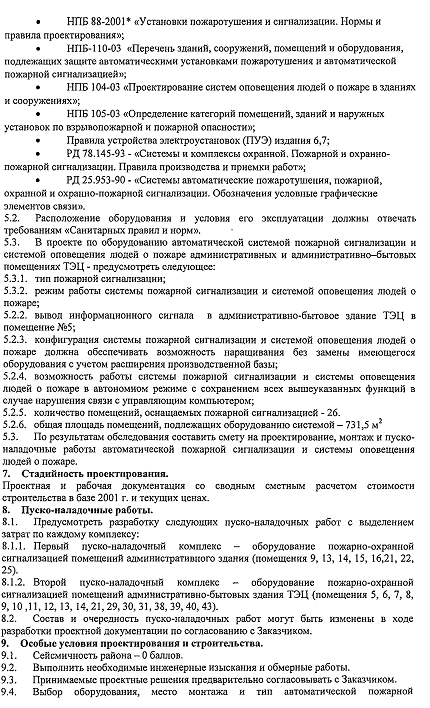 • НПБ 88-2001* «Установки пожаротушения и сигнализации. Нормы и
правила проектирования»;
• НПБ-110-03 «Перечень зданий, сооружений, помещений и оборудования,
подлежащих защите автоматическими установками пожаротушения и автоматической
пожарной сигнализацией»;
• НПБ 104-03 «Проектирование систем оповещения людей о пожаре в зданиях
и сооружениях»;
• НПБ 105-03 «Определение категорий помещений, зданий и наружных
установок по взрывопожарной и пожарной опасности»;
• Правила устройства электроустановок (ПУЭ) издания 6,7;
• РД 78.145-93 - «Системы и комплексы охранной. Пожарной и охранно-
пожарной сигнализации. Правила производства и приемки работ»;
• РД 25.953-90 - «Системы автоматические пожаротушения, пожарной,
охранной и охранно-пожарной сигнализации. Обозначения условные графические
элементов связи».
5.2. Расположение оборудования и условия его эксплуатации должны отвечать
требованиям «Санитарных правил и норм».
5.3. В проекте по оборудованию автоматической системой пожарной сигнализации и
системой оповещения людей о пожаре административных и административно–бытовых
помещениях ТЭЦ - предусмотреть следующее:
5.3.1. тип пожарной сигнализации;
5.3.2. режим работы системы пожарной сигнализации и системой оповещения людей о
пожаре;
5.2.2. вывод информационного сигнала в административно-бытовое здание ТЭЦ в
помещение №5;
5.2.3. конфигурация системы пожарной сигнализации и системой оповещения людей о
пожаре должна обеспечивать возможность наращивания без замены имеющегося
оборудования с учетом расширения производственной базы;
5.2.4. возможность работы системы пожарной сигнализации и системы оповещения
людей о пожаре в автономном режиме с сохранением всех вышеуказанных функций в
случае нарушения связи с управляющим компьютером;
5.2.5. количество помещений, оснащаемых пожарной сигнализацией - 26.
5.2.6. общая площадь помещений, подлежащих оборудованию системой – 731,5 м²
5.3. По результатам обследования составить смету на проектирование, монтаж и пуско-
наладочные работы автоматической пожарной сигнализации и системы оповещения
людей о пожаре.
7. Стадийность проектирования.
Проектная и рабочая документация со сводным сметным расчетом стоимости
строительства в базе 2001 г. и текущих ценах.
8. Пуско-наладочные работы.
8.1. Предусмотреть разработку следующих пуско-наладочных работ с выделением
затрат по каждому комплексу:
8.1.1. Первый пуско-наладочный комплекс – оборудование пожарно-охранной
сигнализацией помещений административного здания (помещения 9, 13, 14, 15, 16,21, 22,
25).
8.1.2. Второй пуско-наладочный комплекс – оборудование пожарно-охранной
сигнализацией помещений административно-бытовых здания ТЭЦ (помещения 5, 6, 7, 8,
9, 10 ,11, 12, 13, 14, 21, 29, 30, 31, 38, 39, 40, 43).
8.2. Состав и очередность пуско-наладочных работ могут быть изменены в ходе
разработки проектной документации по согласованию с Заказчиком.
9. Особые условия проектирования и строительства.
9.1. Сейсмичность района – 0 баллов.
9.2. Выполнить необходимые инженерные изыскания и обмерные работы.
9.3. Принимаемые проектные решения предварительно согласовывать с Заказчиком.
9.4. Выбор оборудования, место монтажа и тип автоматической пожарной